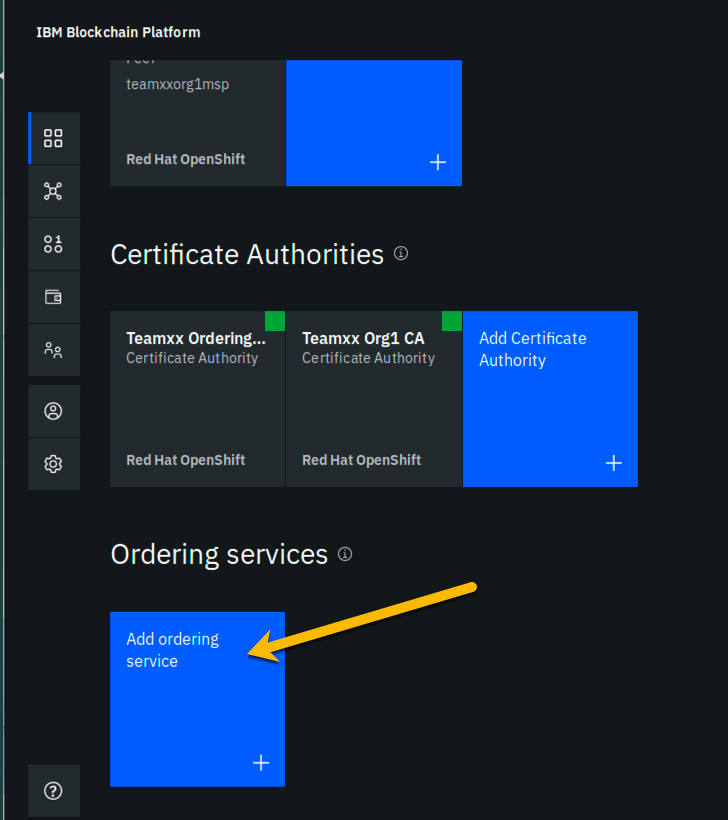 IBM Blockchain Platform
Peer
teamxxorg1msp
Red Hat OpenShift
Certificate Authorities
Teamxx Ordering...
Certificate Authority
Red Hat OpenShift
Teamxx Org1 CA
Certificate Authority
Red Hat OpenShift
Add Certificate
Authority
Ordering services
Add ordering
service